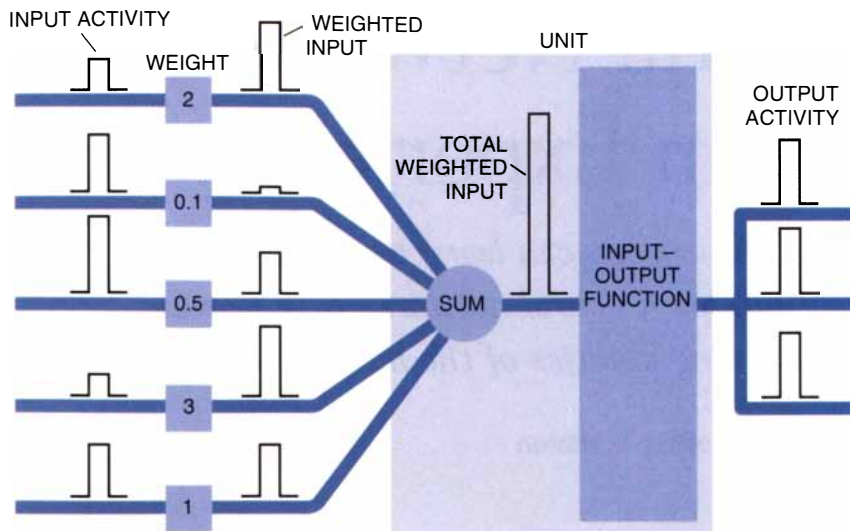 INPUT ACTIVITY
WEIGHTED
INPUT
WEIGHT
UNIT
2
TOTAL
WEIGHTED
INPUT
OUTPUT
ACTIVITY
0.1
0.5
SUM
INPUT–
OUTPUT
FUNCTION
3
1